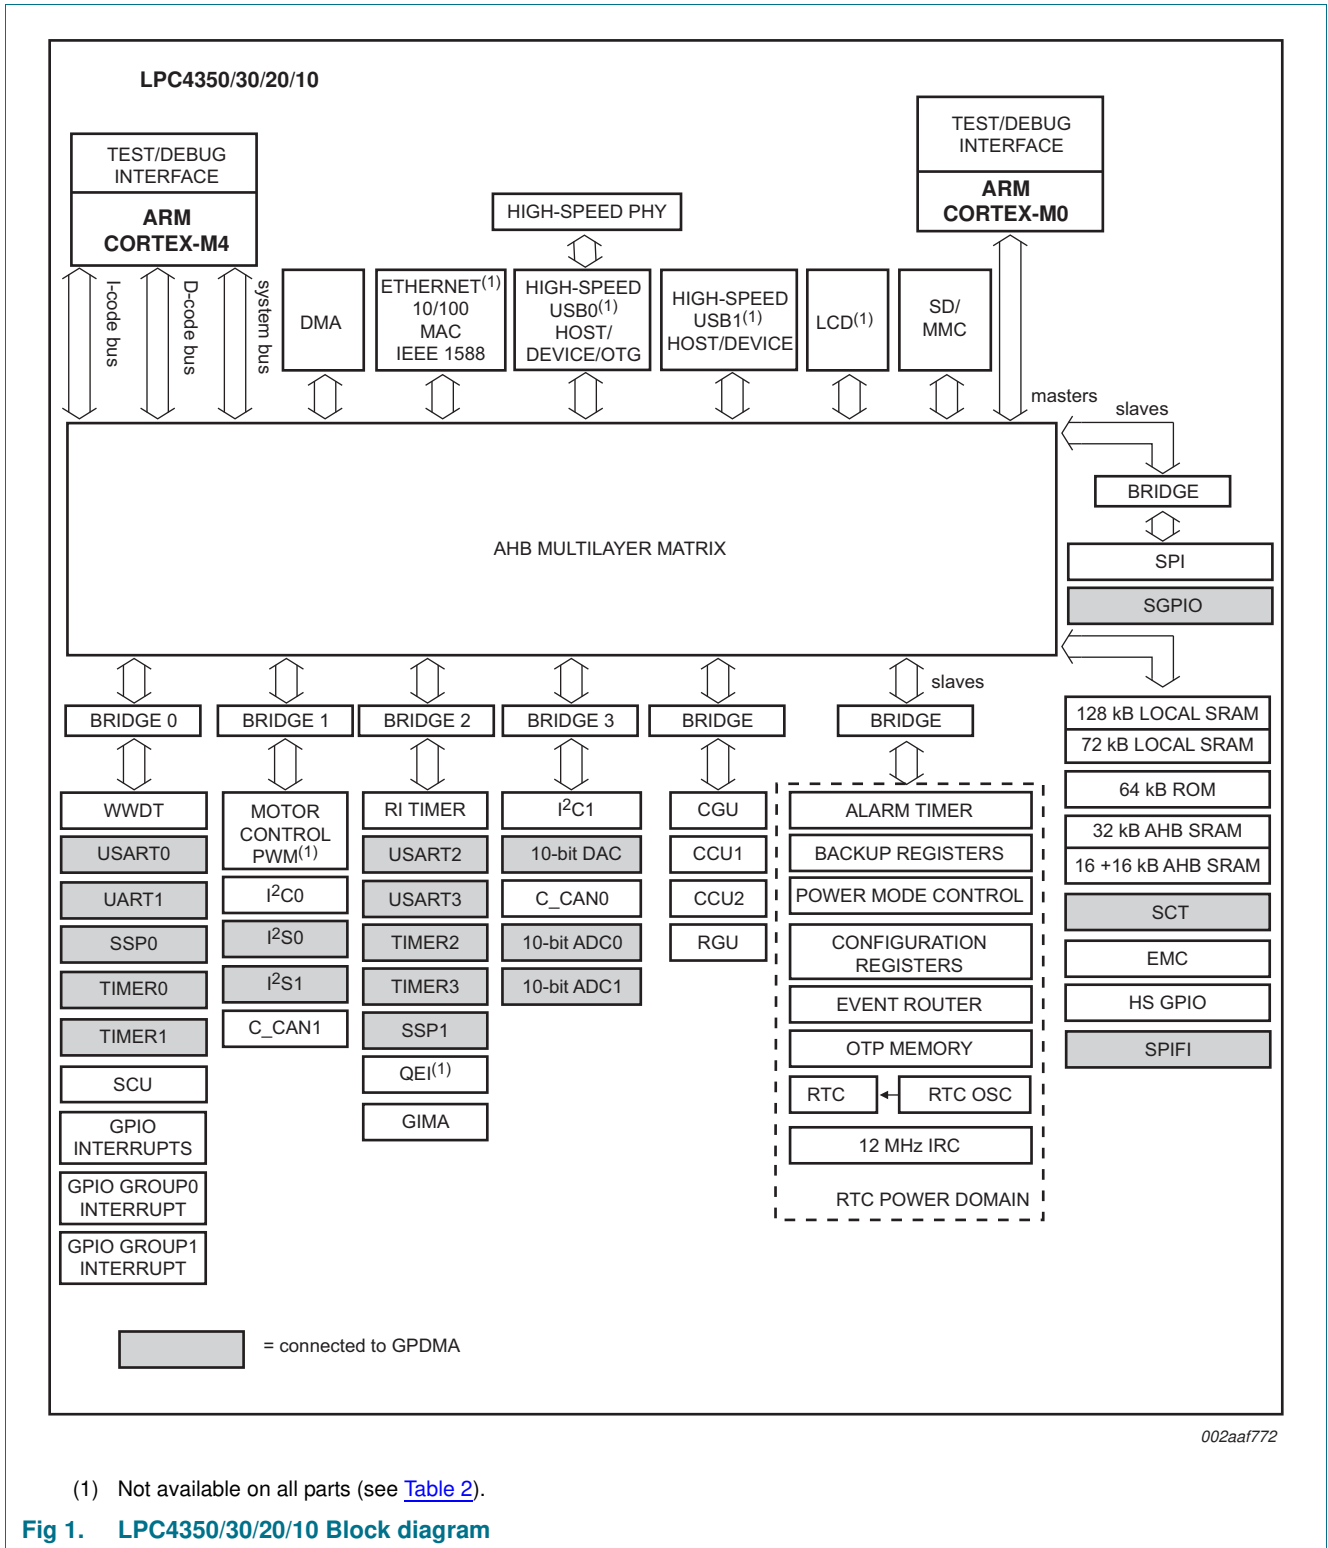 LPC4350/30/20/10
TEST/DEBUG
INTERFACE
ARM
CORTEX-M4
TEST/DEBUG
INTERFACE
ARM
CORTEX-M0
HIGH-SPEED PHY
I-code bus
D-code bus
system bus
DMA
ETHERNET(1)
10/100
MAC
IEEE 1588
HIGH-SPEED
USB0(1)
HOST/
DEVICE/OTG
HIGH-SPEED
USB1(1)
HOST/DEVICE
LCD(1)
SD/
MMC
masters
slaves
BRIDGE
SPI
SGPIO
AHB MULTILAYER MATRIX
slaves
BRIDGE 0
BRIDGE 1
BRIDGE 2
BRIDGE 3
BRIDGE
BRIDGE
WWDT
USART0
UART1
SSP0
TIMER0
TIMER1
SCU
GPIO
INTERRUPTS
GPIO GROUP0
INTERRUPT
GPIO GROUP1
INTERRUPT
MOTOR
CONTROL
PWM(1)
I2C0
I2S0
I2S1
C_CAN1
RI TIMER
USART2
USART3
TIMER2
TIMER3
SSP1
QEI(1)
GIMA
I2C1
10-bit DAC
C_CAN0
10-bit ADC0
10-bit ADC1
CGU
CCU1
CCU2
RGU
ALARM TIMER
BACKUP REGISTERS
POWER MODE CONTROL
CONFIGURATION
REGISTERS
EVENT ROUTER
OTP MEMORY
RTC
RTC OSC
12 MHz IRC
RTC POWER DOMAIN
128 kB LOCAL SRAM
72 kB LOCAL SRAM
64 kB ROM
32 kB AHB SRAM
16 +16 kB AHB SRAM
SCT
EMC
HS GPIO
SPIFI
= connected to GPDMA
002aaf772
(1) Not available on all parts (see Table 2).
Fig 1. LPC4350/30/20/10 Block diagram